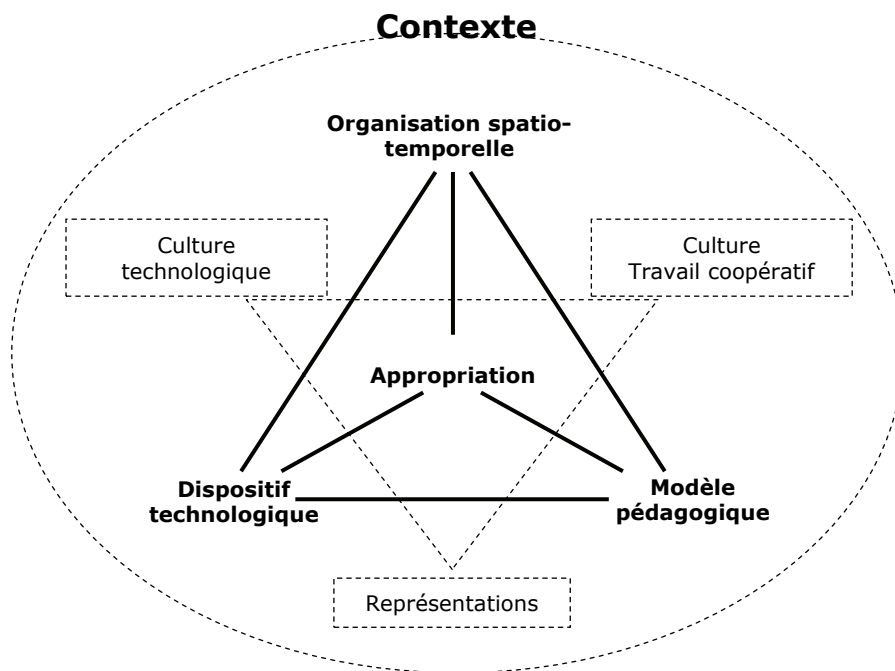 Contexte
Organisation spatio-
temporelle
Culture
technologique
Culture
Travail coopératif
Appropriation
Dispositif
technologique
Modèle
pédagogique
Représentations